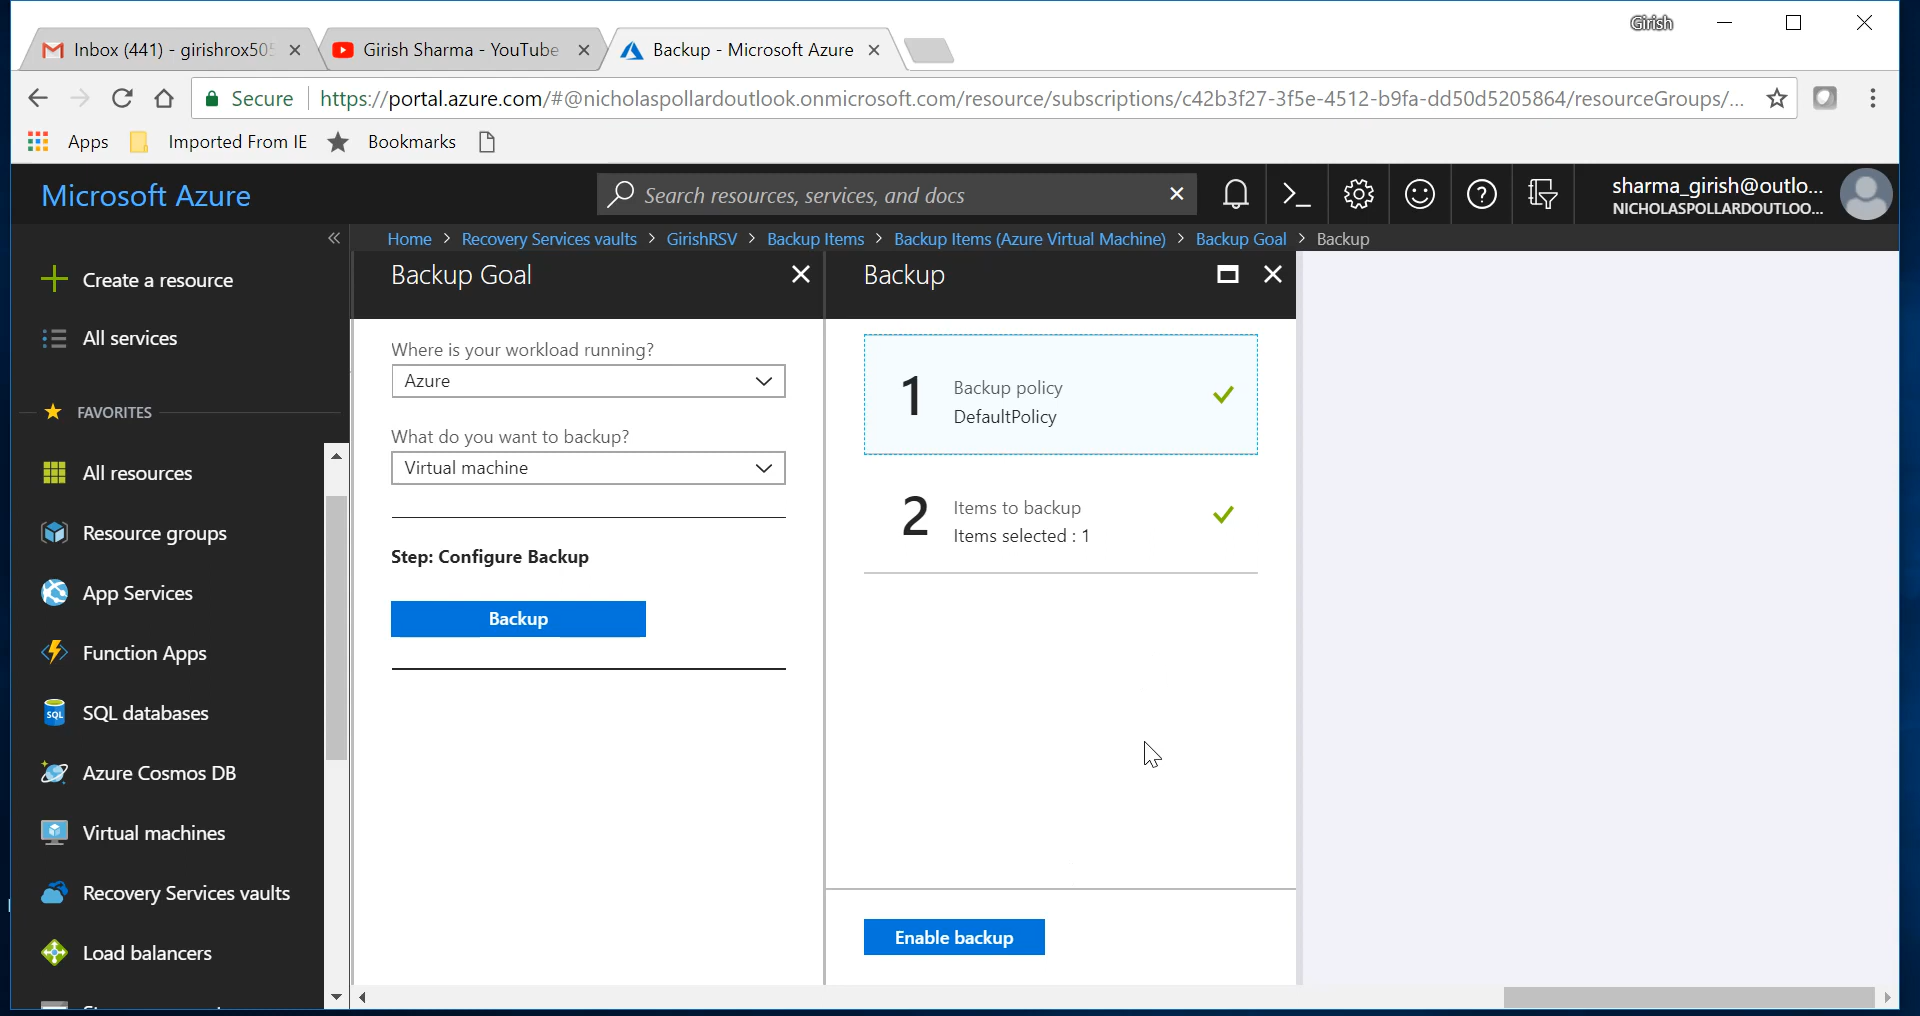 Girish
Inbox (441) - girishrox505
Girish Sharma - YouTube
Backup - Microsoft Azure
Secure
https://portal.azure.com/#@nicholaspollardoutlook.onmicrosoft.com/resource/subscriptions/c42b3f27-3f5e-4512-b9fa-dd50d5205864/resourceGroups/...
Apps
Imported From IE
Bookmarks
Microsoft Azure
Search resources, services, and docs
sharma_girish@outlo...
NICHOLASPOLLARDOUTLOO...
Home > Recovery Services vaults > GirishRSV > Backup Items > Backup Items (Azure Virtual Machine) > Backup Goal > Backup
Create a resource
All services
FAVORITES
All resources
Resource groups
App Services
Function Apps
SQL
SQL databases
Azure Cosmos DB
Virtual machines
Recovery Services vaults
Load balancers
Backup Goal
Where is your workload running?
Azure
What do you want to backup?
Virtual machine
Step: Configure Backup
Backup
Backup
1
Backup policy
DefaultPolicy
2
Items to backup
Items selected : 1
Enable backup